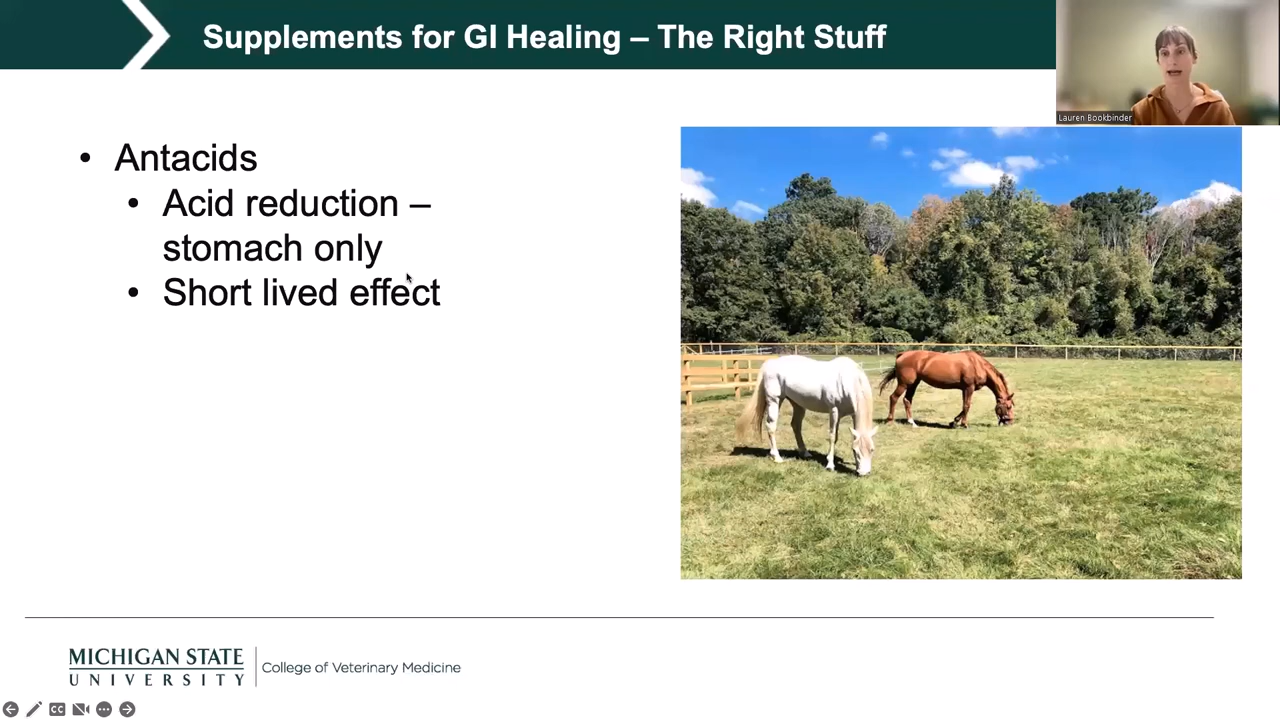 Supplements for GI Healing – The Right Stuff
Lauren Bookbinder
• Antacids
• Acid reduction –
stomach only
• Short lived effect
MICHIGAN STATE
UNIVERSITY
College of Veterinary Medicine
CC